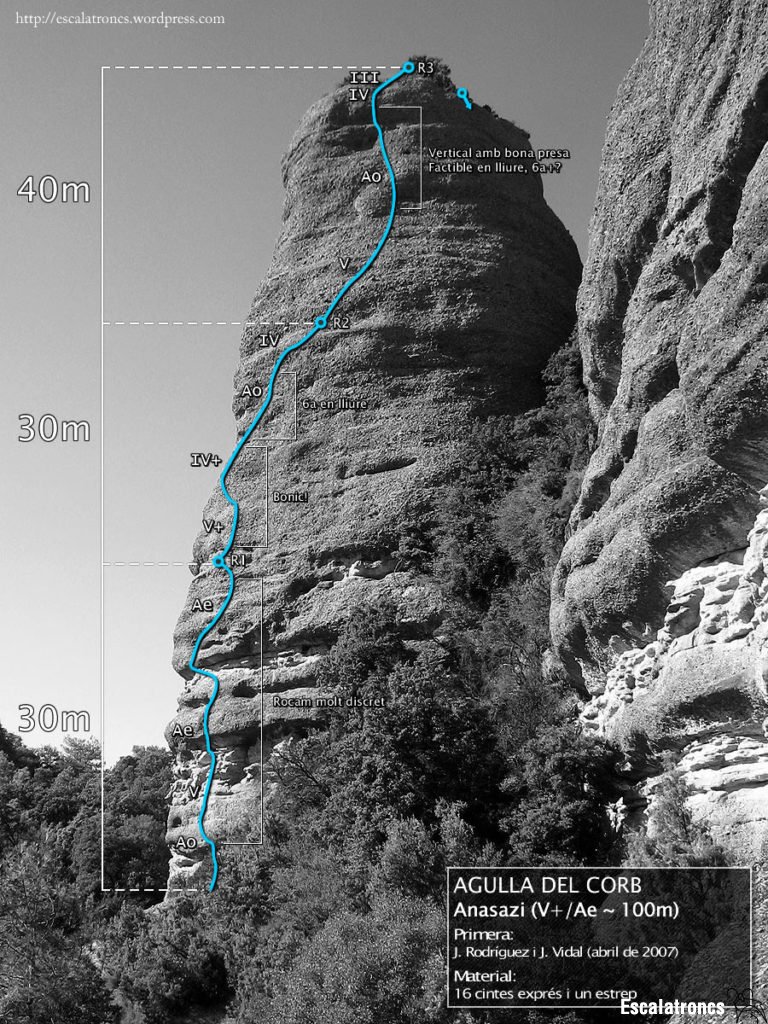 http://escalatroncs.wordpress.com
R3
III
IV
Vertical amb bona presa
Factible en lliure, 6a+?
Ao
40m
V
R2
IV
Ao
6a en lliure
30m
IV+
Bonic!
V+
R1
Ae
Rocam molt discret
30m
Ae
V
Ao
AGULLA DEL CORB
Anasazi (V+/Ae ~ 100m)
Primera:
J. Rodríguez i J. Vidal (abril de 2007)
Material:
16 cintes exprés i un estrep
Escalatroncs